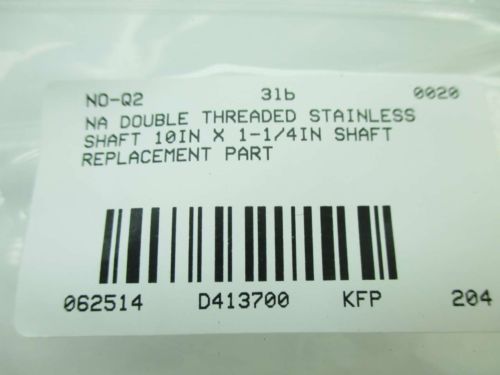 NO-Q2 31b 0020
NA DOUBLE THREADED STAINLESS
SHAFT 10IN X 1-1/4IN SHAFT
REPLACEMENT PART
062514 D413700 KFP 204